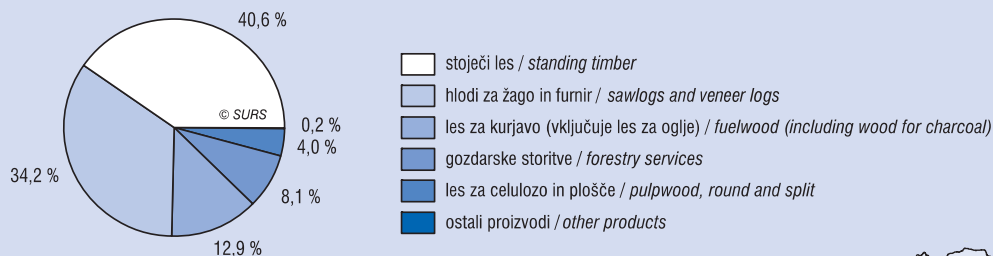 40,6 %
© SURS
0,2 %
4,0 %
34,2 %
8,1 %
12,9 %
stoječi les / standing timber
hlodi za žago in furnir / sawlogs and veneer logs
les za kurjavo (vključuje les za oglje) / fuelwood (including wood for charcoal)
gozdarske storitve / forestry services
les za celulozo in plošče / pulpwood, round and split
ostali proizvodi / other products